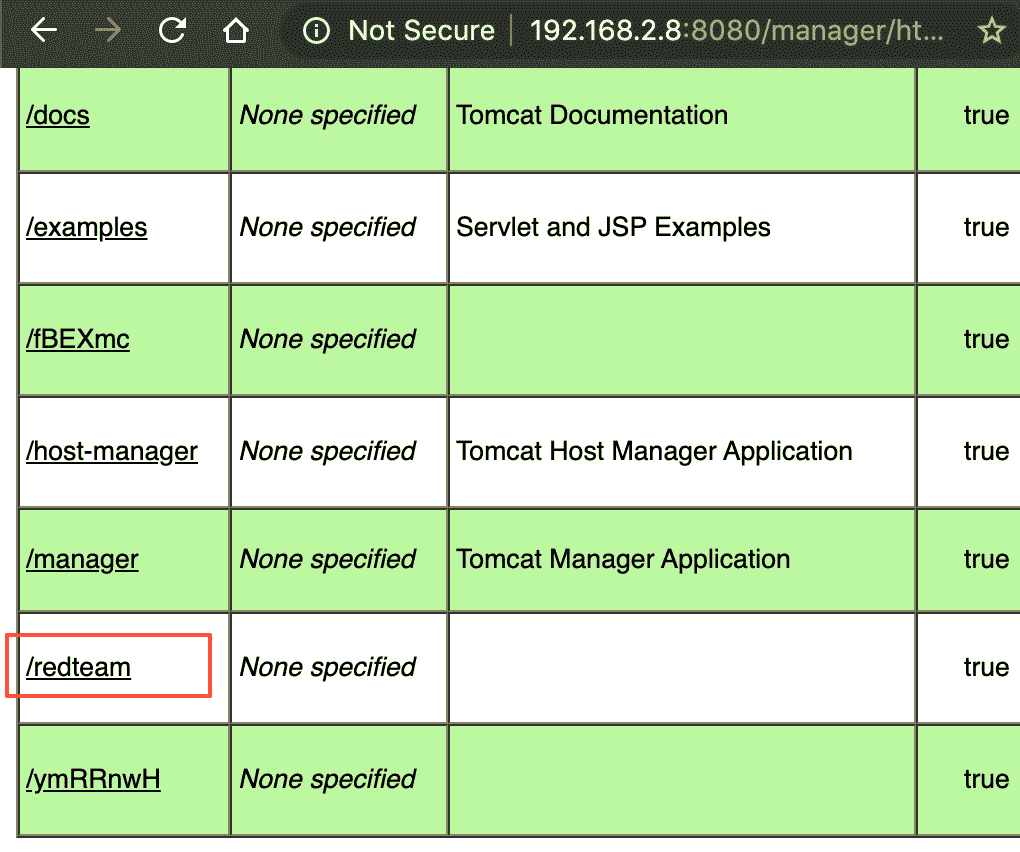 Not Secure 192.168.2.8:8080/manager/ht...
/docs None specified Tomcat Documentation true
/examples None specified Servlet and JSP Examples true
/fBEXmc None specified true
/host-manager None specified Tomcat Host Manager Application true
/manager None specified Tomcat Manager Application true
/redteam None specified true
/ymRRnwH None specified true